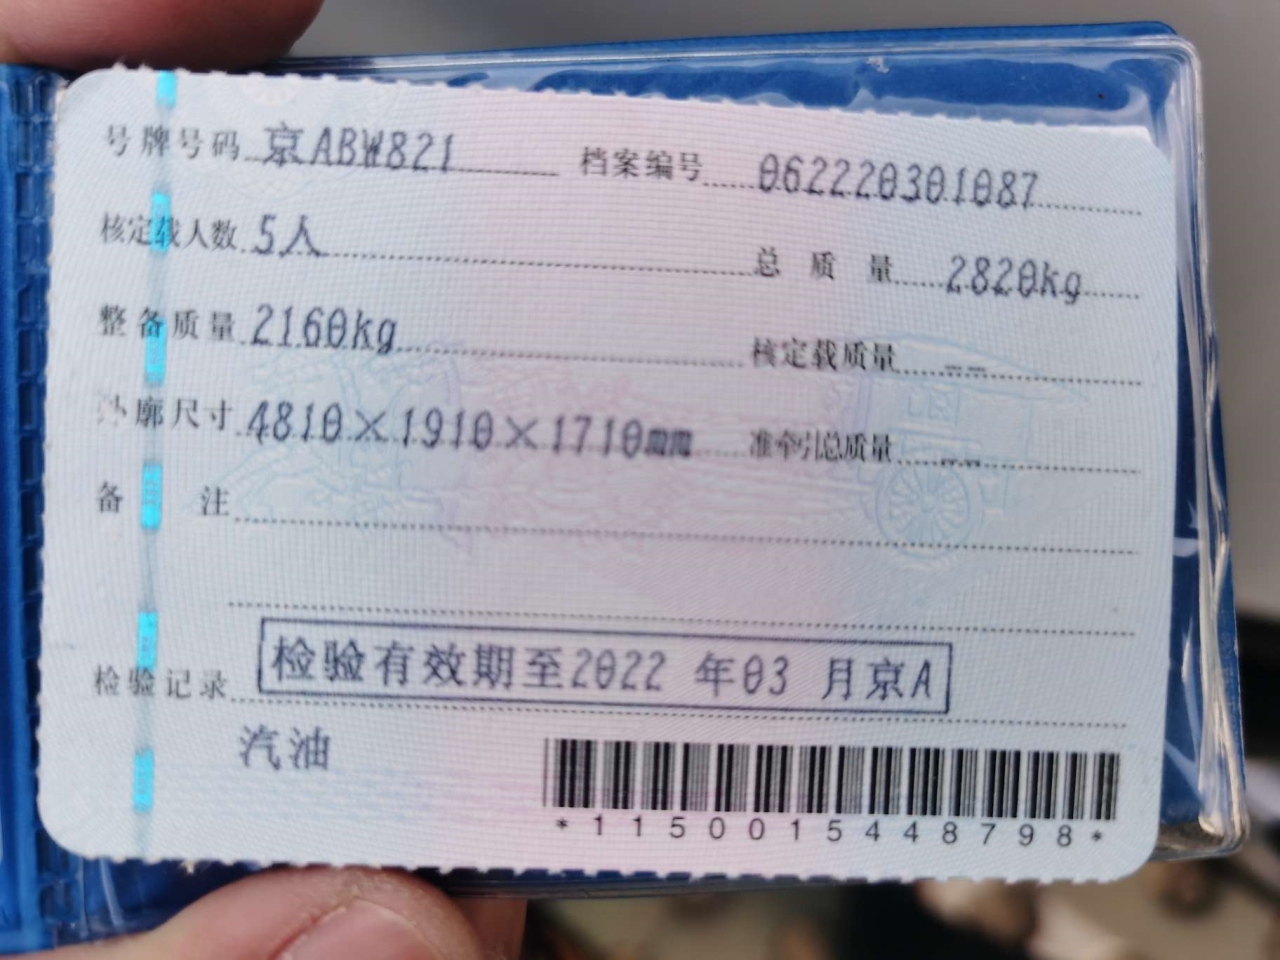 号牌号码 京ABW821 档案编号 062220301087
核定载人数 5人 总质量 2820kg
整备质量 2160kg 核定载质量 --
外廓尺寸 4810×1910×1710mm 准牵引总质量 --
备注
检验记录 检验有效期至2022 年03 月京A
汽油
*1150015448798*